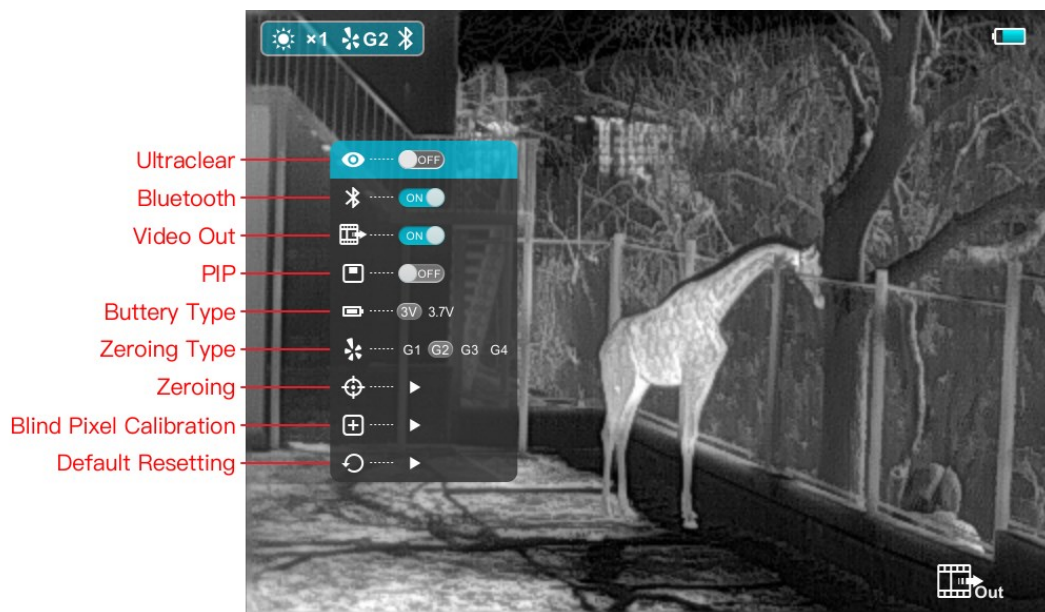 ×1 G2
Ultraclear OFF
Bluetooth ON
Video Out ON
PIP OFF
Buttery Type 3V 3.7V
Zeroing Type G1 G2 G3 G4
Zeroing
Blind Pixel Calibration
Default Resetting
Out